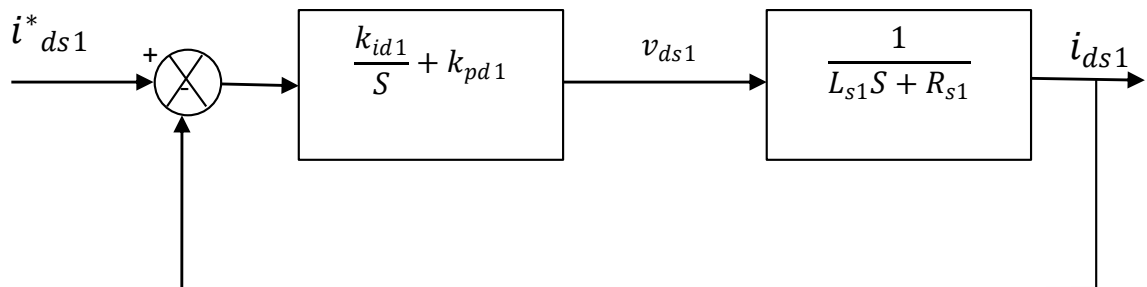 i*ds1
+
-
kid1/S + kpd1
vds1
1/(Ls1S + Rs1)
ids1